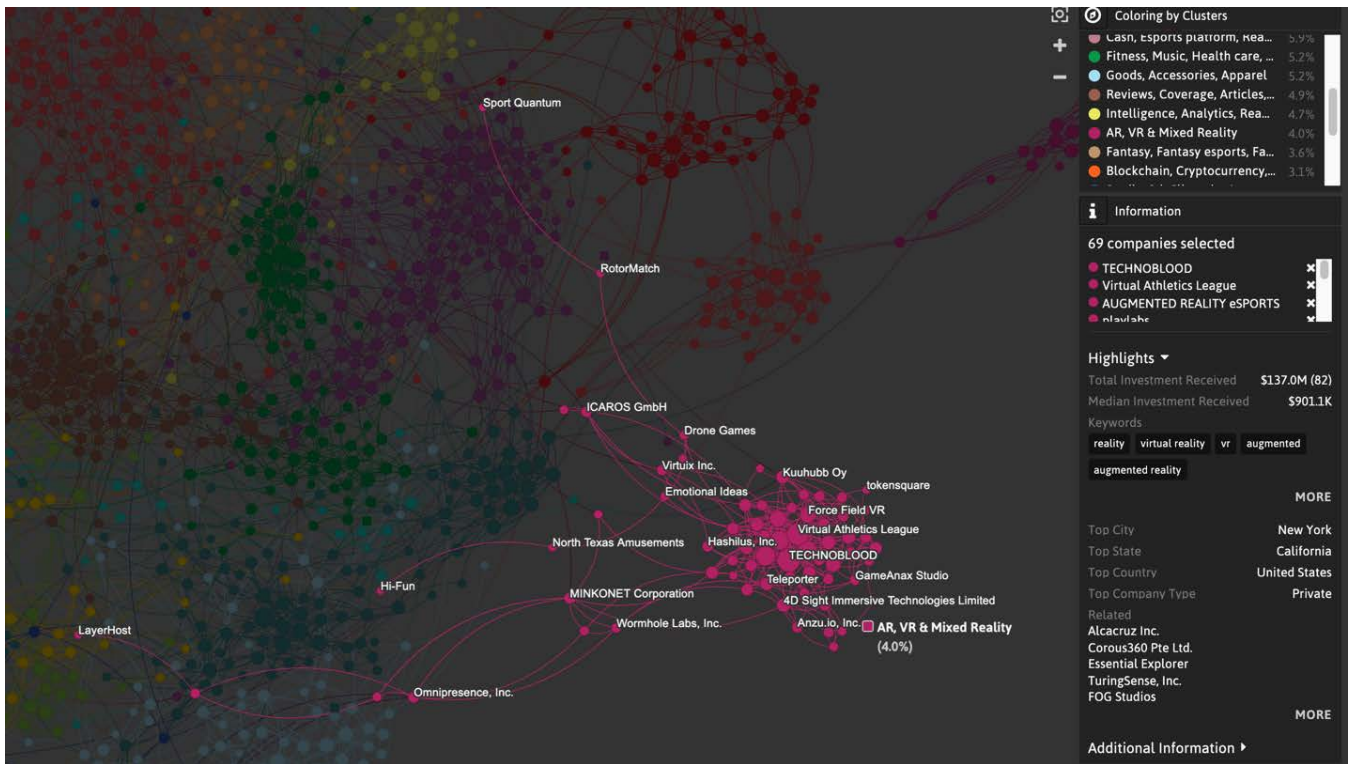 Sport Quantum
RotorMatch
ICAROS GmbH
Drone Games
Virtuix Inc.
Kuuhubb Oy
Emotional Ideas
tokensquare
Force Field VR
Virtual Athletics League
North Texas Amusements
Hashilus, Inc.
TECHNOBLOOD
Hi-Fun
Teleporter
GameAnax Studio
MINKONET Corporation
4D Sight Immersive Technologies Limited
LayerHost
Wormhole Labs, Inc.
Anzu.io, Inc.
AR, VR & Mixed Reality
(4.0%)
Omnipresence, Inc.
Coloring by Clusters
Cash, Esports platform, Rea... 5.9%
Fitness, Music, Health care, ... 5.2%
Goods, Accessories, Apparel 5.2%
Reviews, Coverage, Articles,... 4.9%
Intelligence, Analytics, Rea... 4.7%
AR, VR & Mixed Reality 4.0%
Fantasy, Fantasy esports, Fa... 3.6%
Blockchain, Cryptocurrency,... 3.1%
i Information
69 companies selected
TECHNOBLOOD
Virtual Athletics League
AUGMENTED REALITY eSPORTS
playlabs
Highlights
Total Investment Received $137.0M (82)
Median Investment Received $901.1K
Keywords
reality virtual reality vr augmented
augmented reality
MORE
Top City New York
Top State California
Top Country United States
Top Company Type Private
Related
Alcacruz Inc.
Corous360 Pte Ltd.
Essential Explorer
TuringSense, Inc.
FOG Studios
MORE
Additional Information